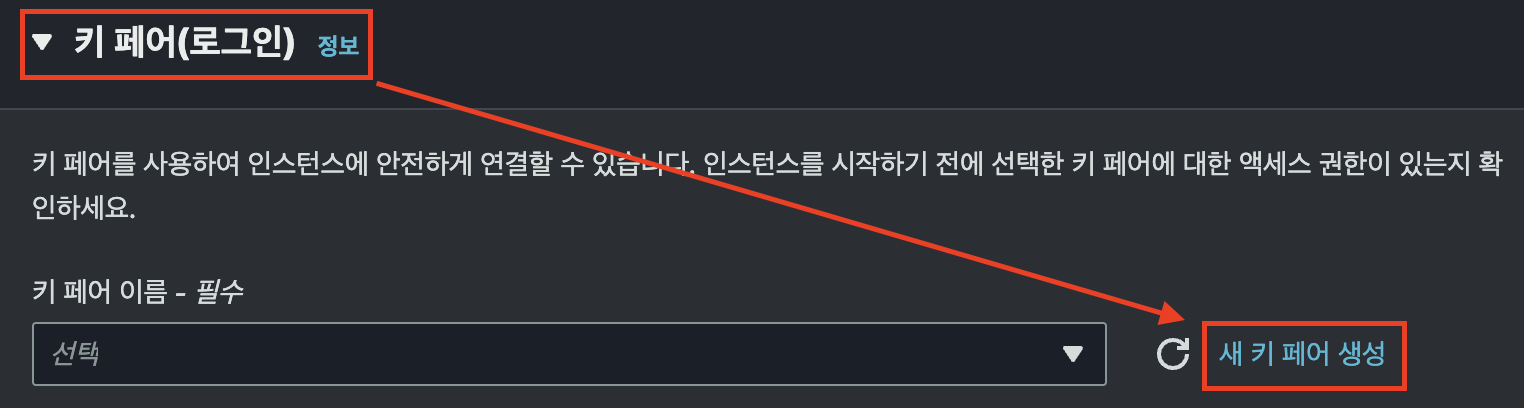 키 페어(로그인) 정보
키 페어를 사용하여 인스턴스에 안전하게 연결할 수 있습니다. 인스턴스를 시작하기 전에 선택한 키 페어에 대한 액세스 권한이 있는지 확
인하세요.
키 페어 이름 - 필수
선택
새 키 페어 생성